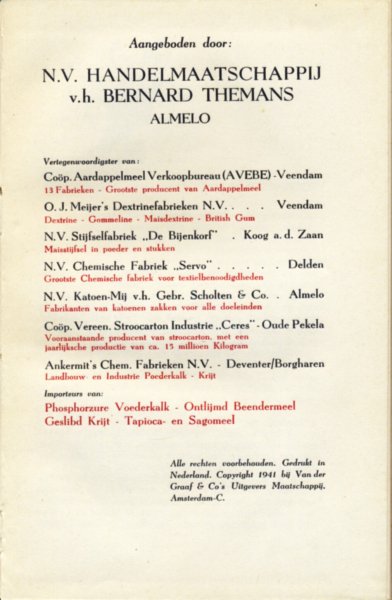 Aangeboden door:
N.V. HANDELMAATSCHAPPIJ
v.h. BERNARD THEMANS
ALMELO
Vertegenwoordigster van:
Coöp. Aardappelmeel Verkoopbureau (AVEBE) - Veendam
13 Fabrieken - Grootste producent van Aardappelmeel
O. J. Meijer's Dextrinefabrieken N.V. . . . Veendam
Dextrine - Gommeline - Maisdextrine - British Gum
N.V. Stijfselfabriek „De Bijenkorf" . Koog a. d. Zaan
Maisstijfsel in poeder en stukken
N.V. Chemische Fabriek „Servo" . . . . . Delden
Grootste Chemische fabriek voor textielbenoodigdheden
N.V. Katoen-Mij v.h. Gebr. Scholten & Co. . Almelo
Fabrikanten van katoenen zakken voor alle doeleinden
Coöp. Vereen. Stroocarton Industrie „Ceres" - Oude Pekela
Vooraanstaande producent van stroocarton, met een
jaarlijksche productie van ca. 15 millioen Kilogram
Ankermit's Chem. Fabrieken N.V. - Deventer/Borgharen
Landbouw- en Industrie Poederkalk - Krijt
Importeurs van:
Phosphorzure Voederkalk - Ontlijmd Beendermeel
Geslibd Krijt - Tapioca- en Sagomeel
Alle rechten voorbehouden. Gedrukt in
Nederland. Copyright 1941 bij Van der
Graaf & Co's Uitgevers Maatschappij,
Amsterdam-C.